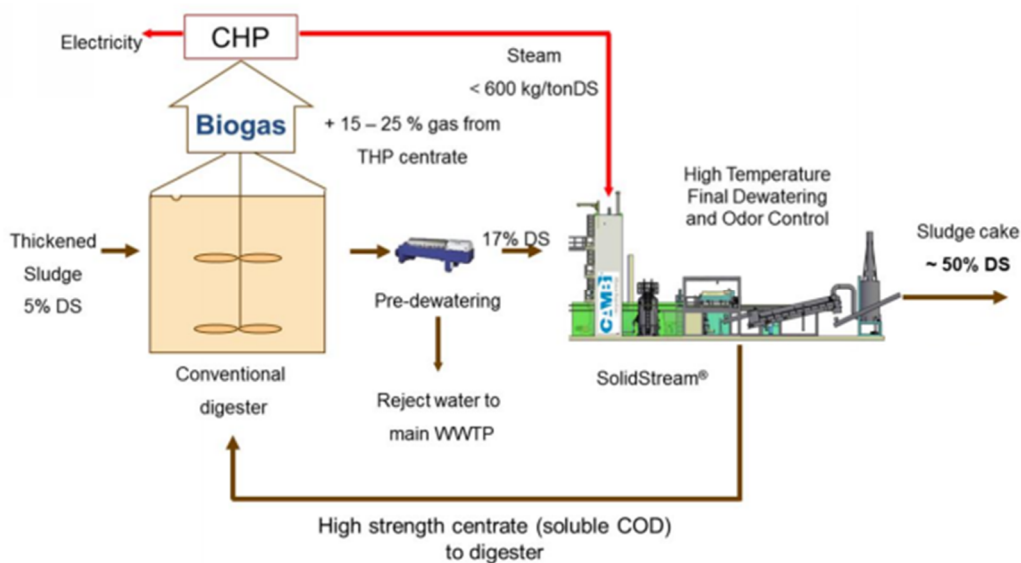 CHP
Electricity
Steam
< 600 kg/tonDS
Biogas
+ 15 – 25 % gas from
THP centrate
High Temperature
Final Dewatering
and Odor Control
Thickened
Sludge
5% DS
17% DS
Sludge cake
~ 50% DS
Pre-dewatering
CAMBI
SolidStream®
Conventional
digester
Reject water to
main WWTP
High strength centrate (soluble COD)
to digester